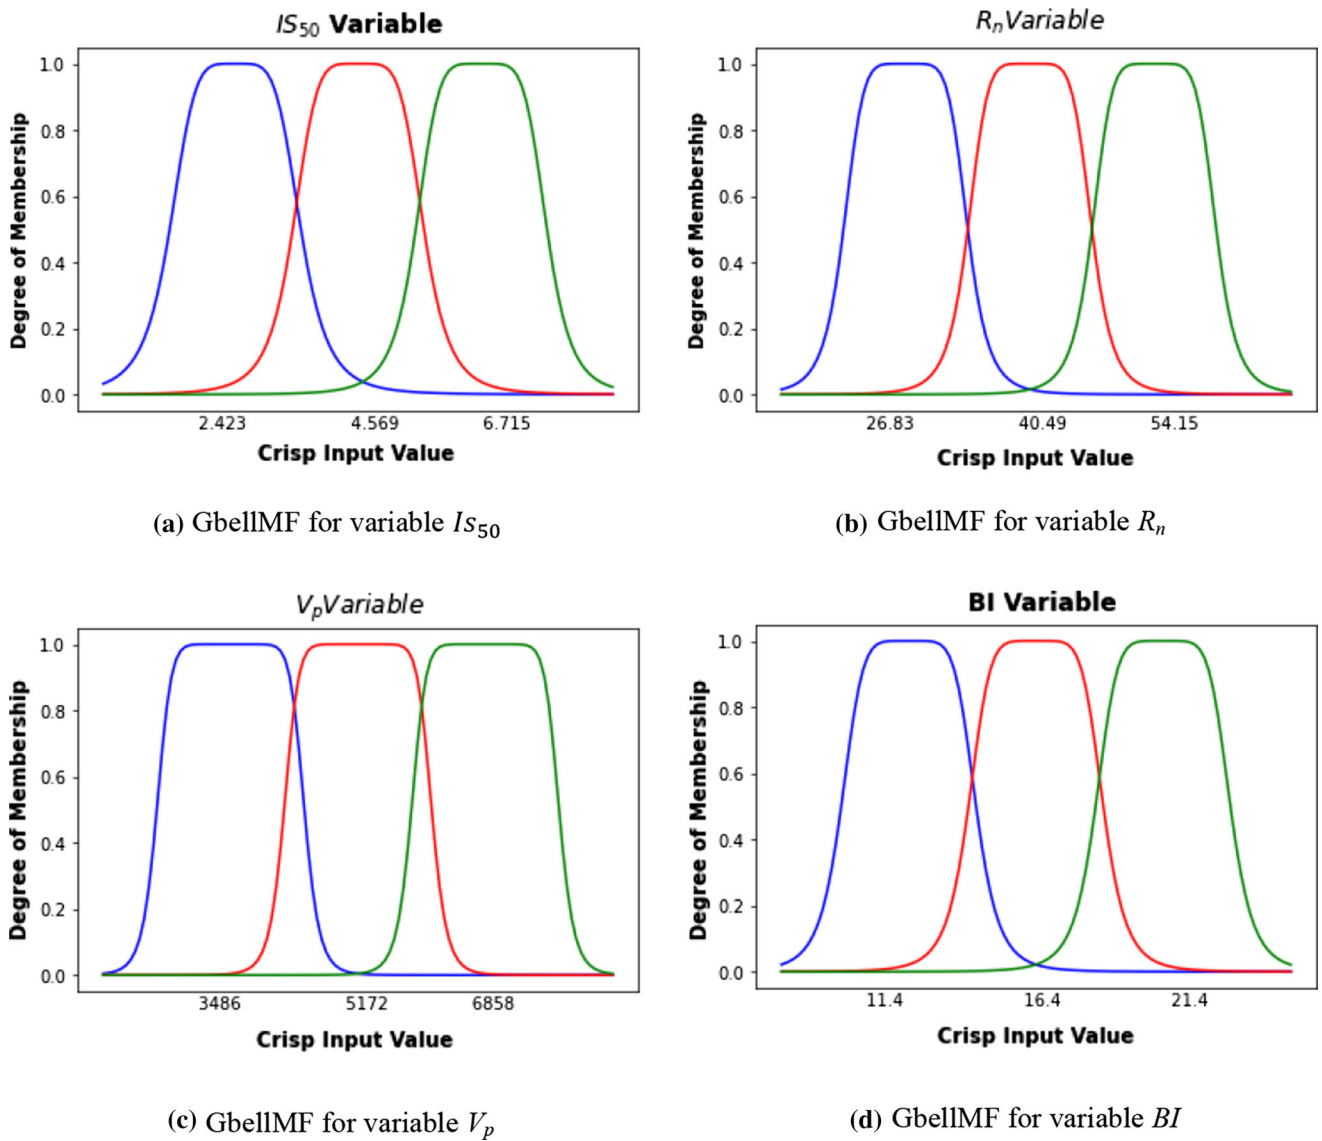 IS50 Variable
Degree of Membership
1.0
0.8
0.6
0.4
0.2
0.0
2.423 4.569 6.715
Crisp Input Value
(a) GbellMF for variable Is50
RnVariable
Degree of Membership
1.0
0.8
0.6
0.4
0.2
0.0
26.83 40.49 54.15
Crisp Input Value
(b) GbellMF for variable Rn
VpVariable
Degree of Membership
1.0
0.8
0.6
0.4
0.2
0.0
3486 5172 6858
Crisp Input Value
(c) GbellMF for variable Vp
BI Variable
Degree of Membership
1.0
0.8
0.6
0.4
0.2
0.0
11.4 16.4 21.4
Crisp Input Value
(d) GbellMF for variable BI